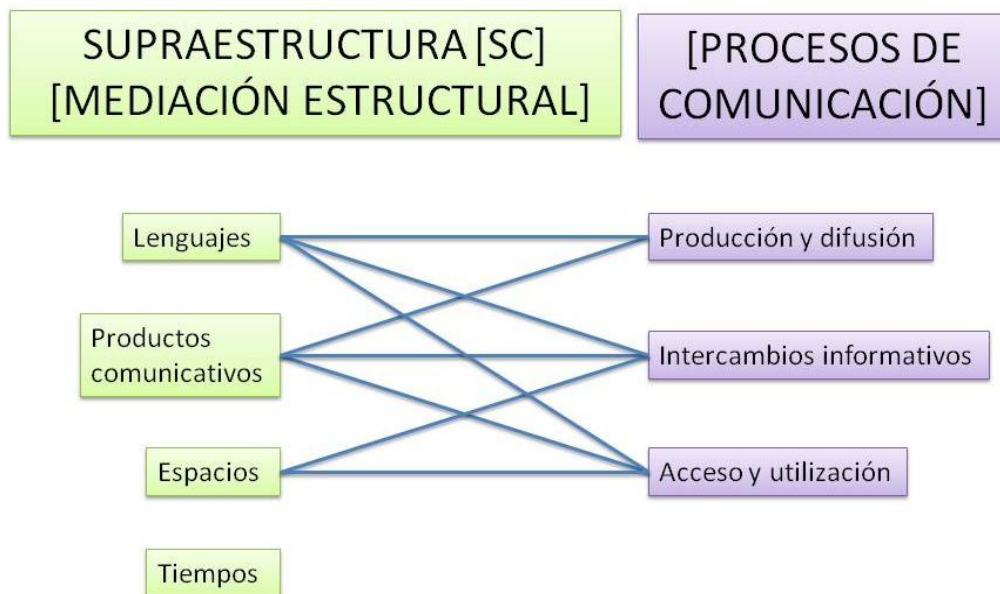 SUPRAESTRUCTURA [SC]
[MEDIACIÓN ESTRUCTURAL]
[PROCESOS DE
COMUNICACIÓN]
Lenguajes
Producción y difusión
Productos
comunicativos
Intercambios informativos
Espacios
Acceso y utilización
Tiempos